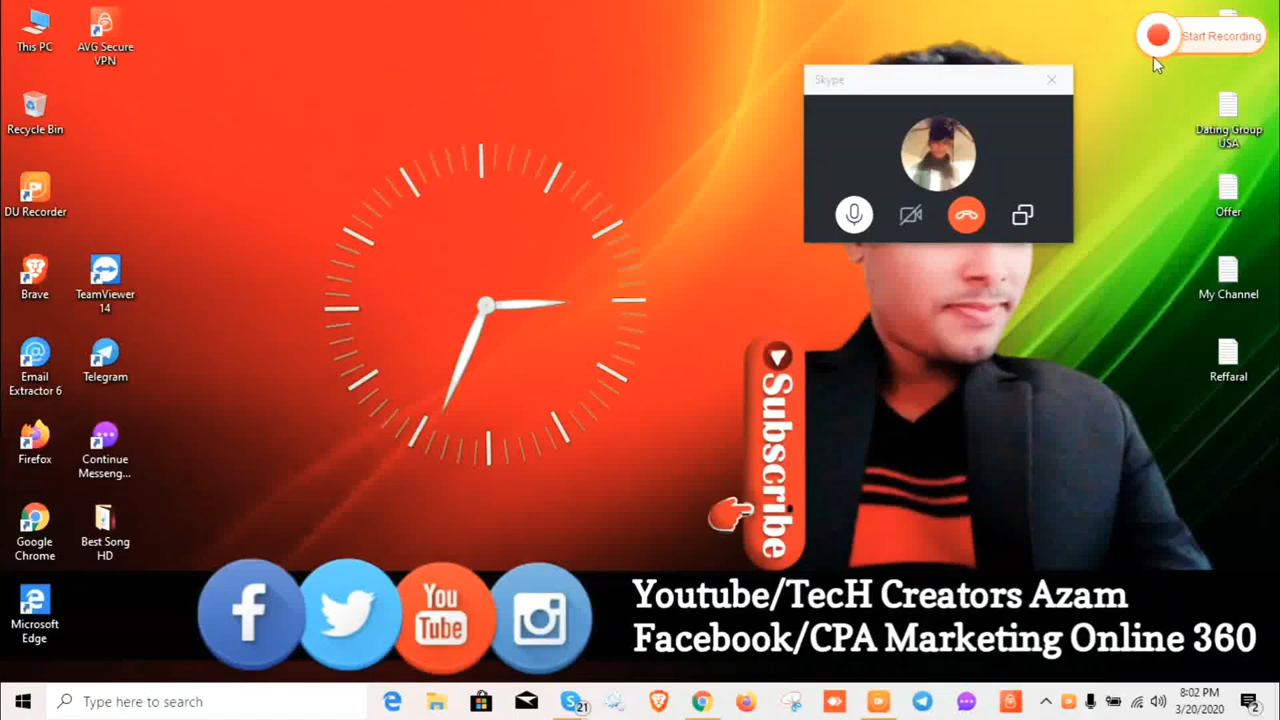 This PC
AVG Secure
VPN
Recycle Bin
DU Recorder
Brave
TeamViewer
14
Email
Extractor 6
Telegram
Firefox
Continue
Messeng...
Google
Chrome
Best Song
HD
Microsoft
Edge
Start Recording
Skype
Dating Group
USA
Offer
My Channel
Reffaral
Subscribe
f
You
Tube
Youtube/TecH Creators Azam
Facebook/CPA Marketing Online 360
Type here to search
21
8:02 PM
3/20/2020
2